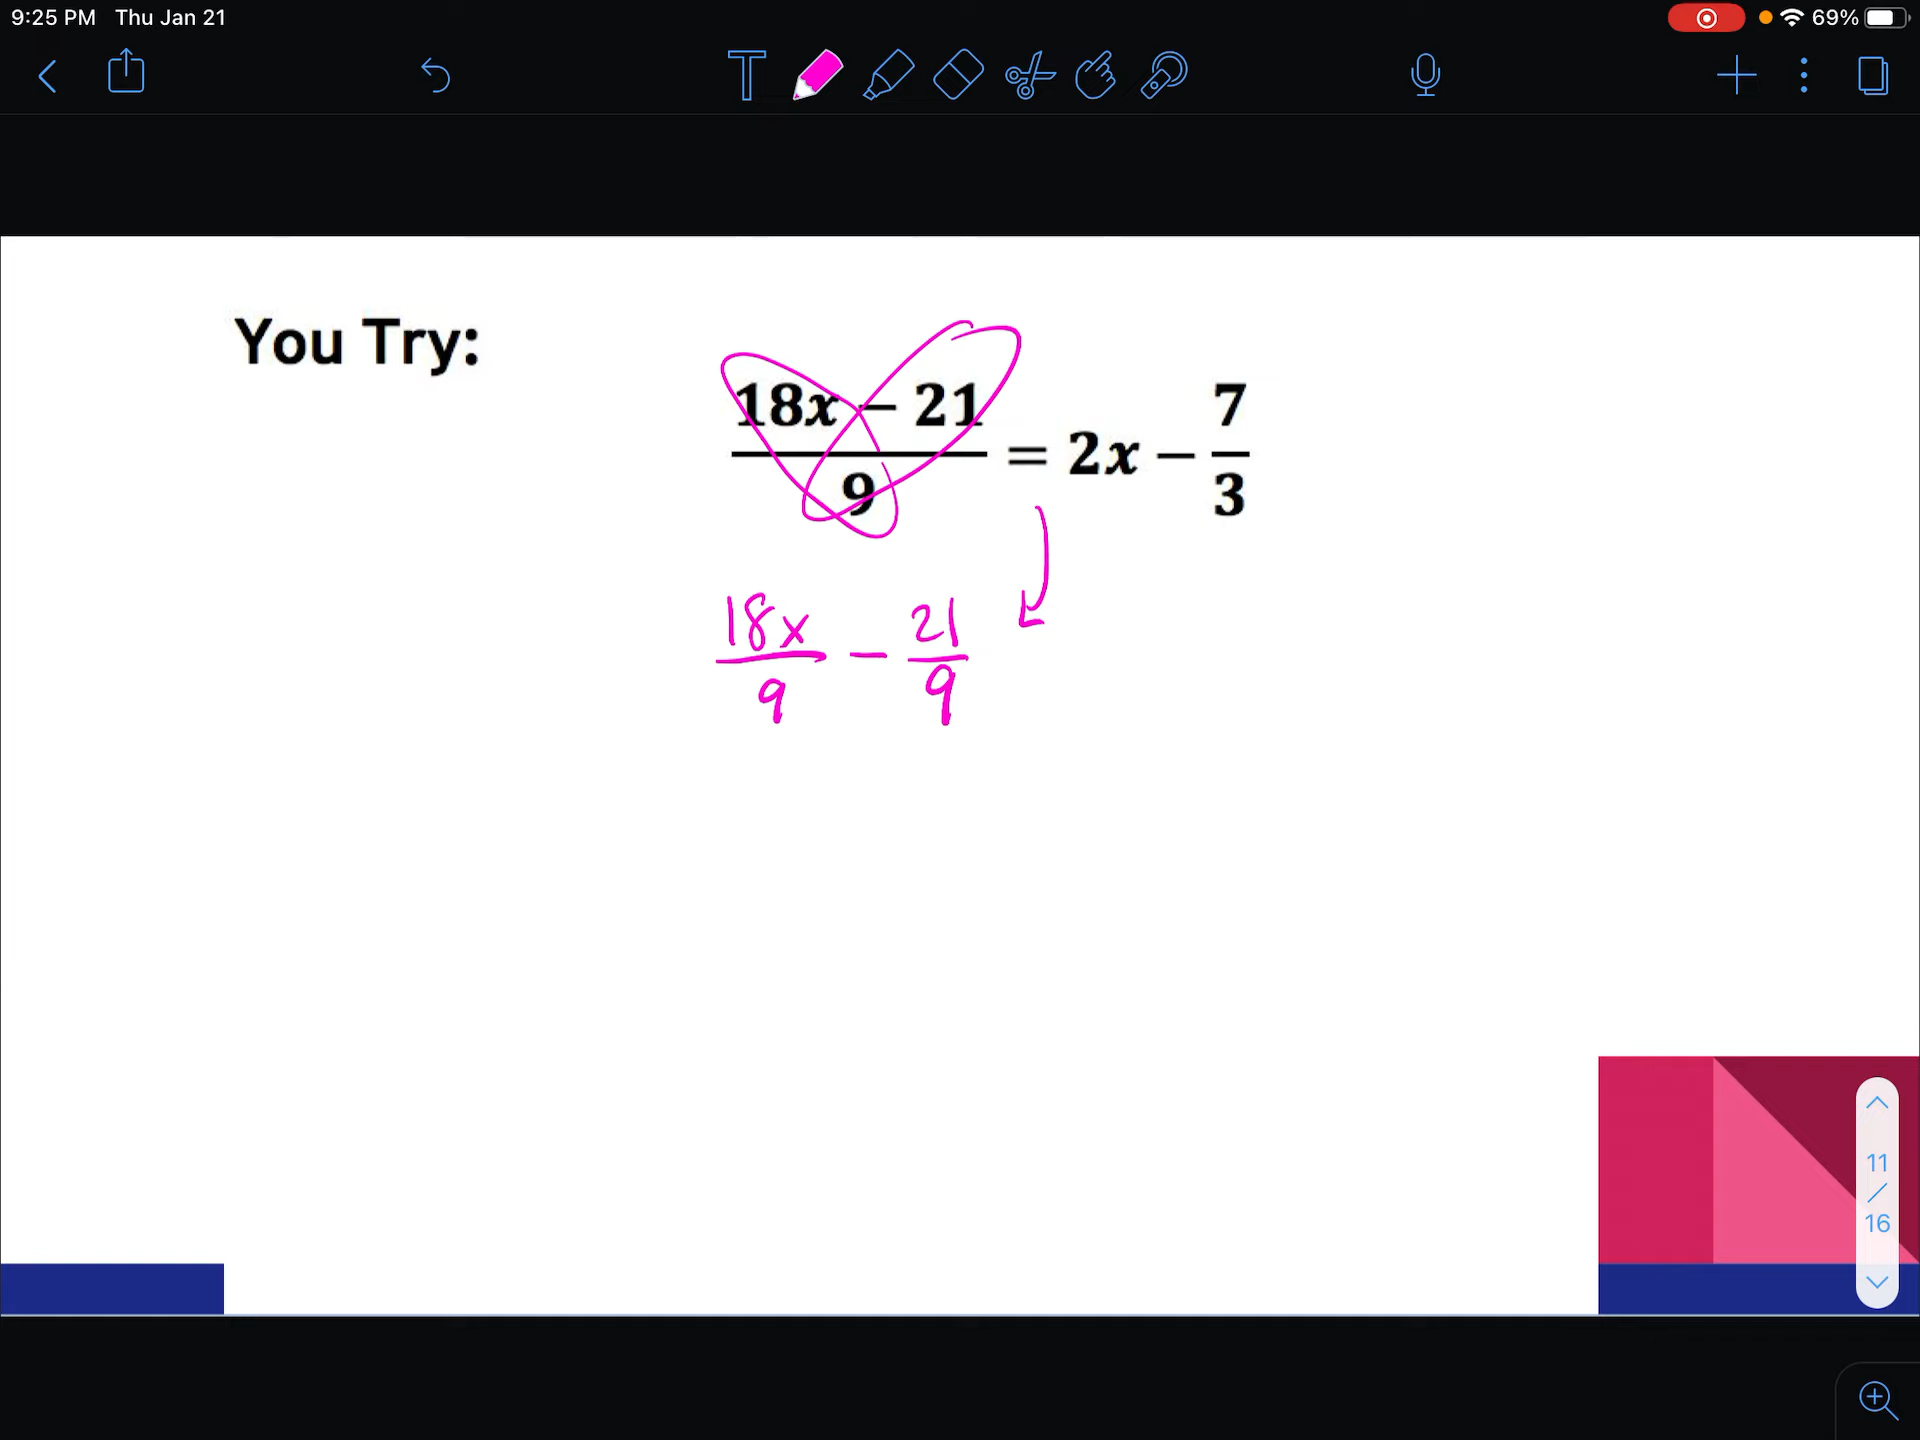 9:25 PM Thu Jan 21
69%
You Try:
18x − 21
9
= 2x −
7
3
18x
9
−
21
9
11
/
16